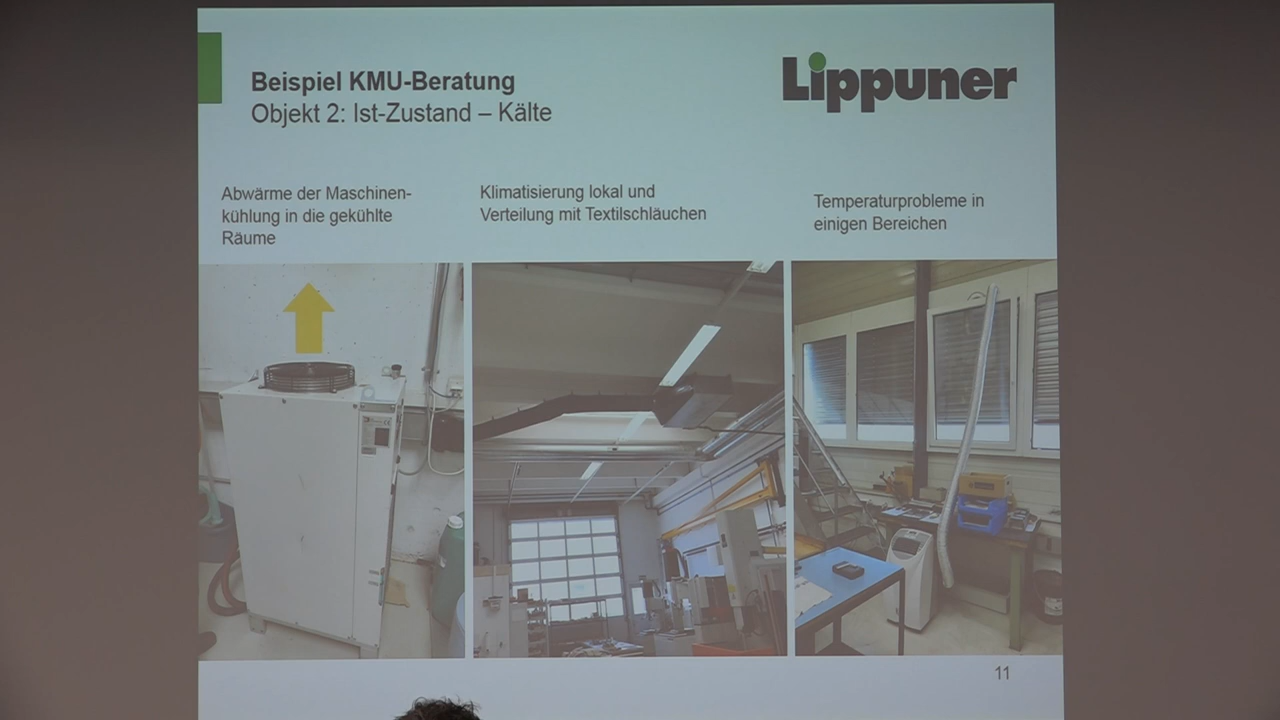 Beispiel KMU-Beratung
Objekt 2: Ist-Zustand – Kälte
Lippuner
Abwärme der Maschinen-
kühlung in die gekühlte
Räume
Klimatisierung lokal und
Verteilung mit Textilschläuchen
Temperaturprobleme in
einigen Bereichen
11